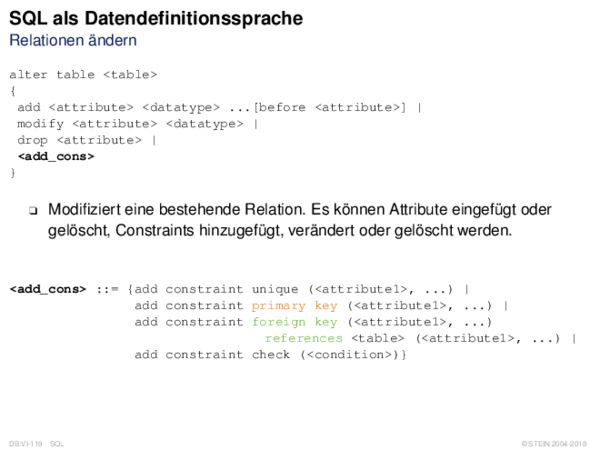 SQL als Datendefinitionssprache
Relationen ändern
alter table <table>
{
add <attribute> <datatype> ...[before <attribute>] |
modify <attribute> <datatype> |
drop <attribute> |
<add_cons>
}
❑ Modifiziert eine bestehende Relation. Es können Attribute eingefügt oder
gelöscht, Constraints hinzugefügt, verändert oder gelöscht werden.
<add_cons> ::= {add constraint unique (<attribute1>, ...) |
add constraint primary key (<attribute1>, ...) |
add constraint foreign key (<attribute1>, ...)
references <table> (<attribute1>, ...) |
add constraint check (<condition>)}
DB:VI-119 SQL © STEIN 2004-2018